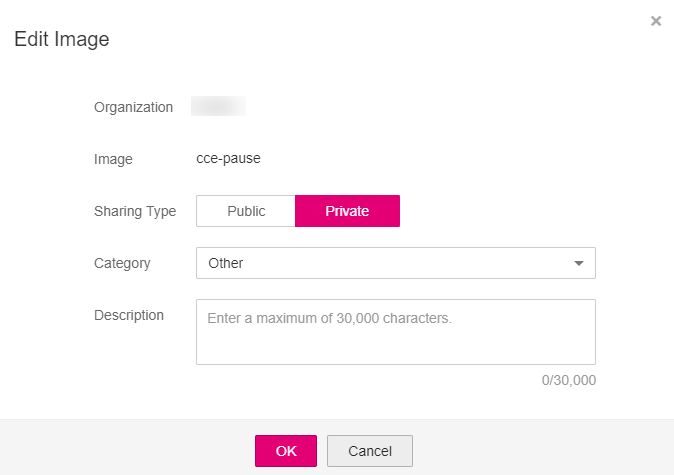 Edit Image
Organization
Image cce-pause
Sharing Type Public Private
Category Other
Description Enter a maximum of 30,000 characters.
0/30,000
OK Cancel